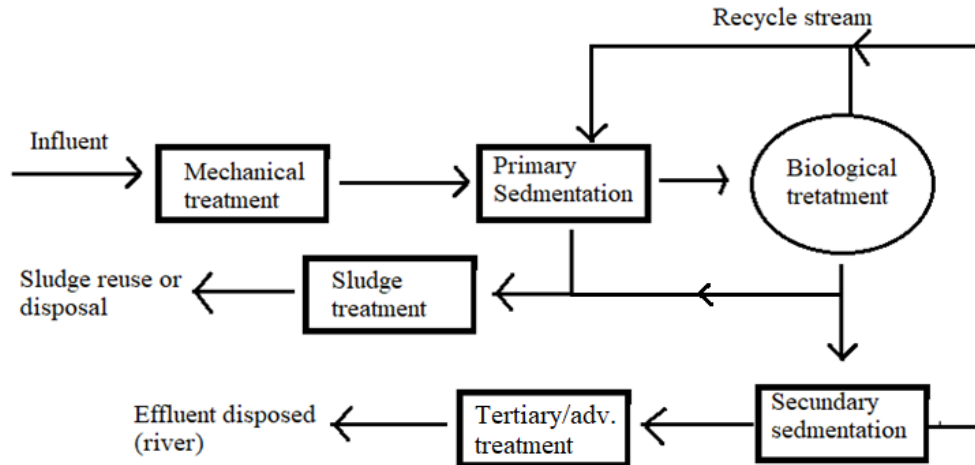 Recycle stream
Influent
Mechanical
treatment
Primary
Sedmentation
Biological
tretatment
Sludge reuse or
disposal
Sludge
treatment
Effluent disposed
(river)
Tertiary/adv.
treatment
Secundary
sedmentation